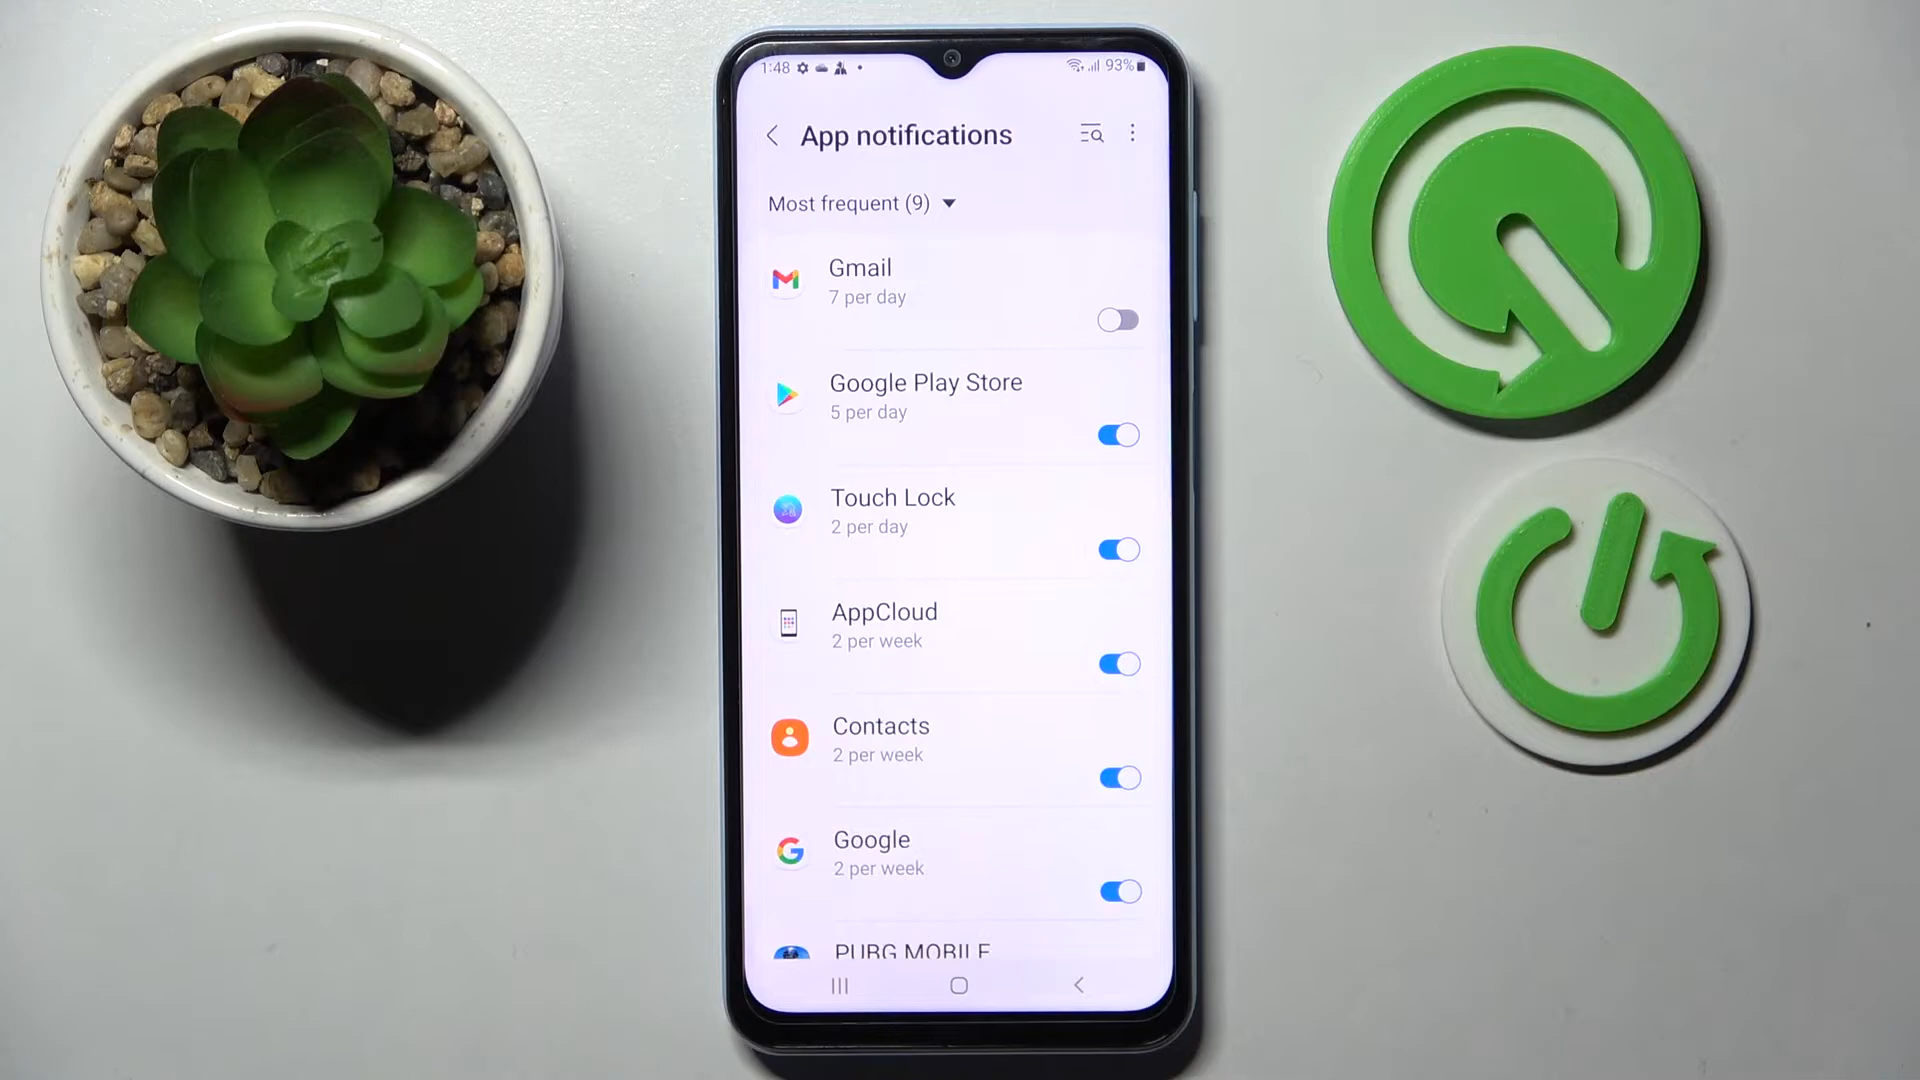 1:48
93%
App notifications
Most frequent (9)
Gmail
7 per day
Google Play Store
5 per day
Touch Lock
2 per day
AppCloud
2 per week
Contacts
2 per week
Google
2 per week
PUBG MOBILE